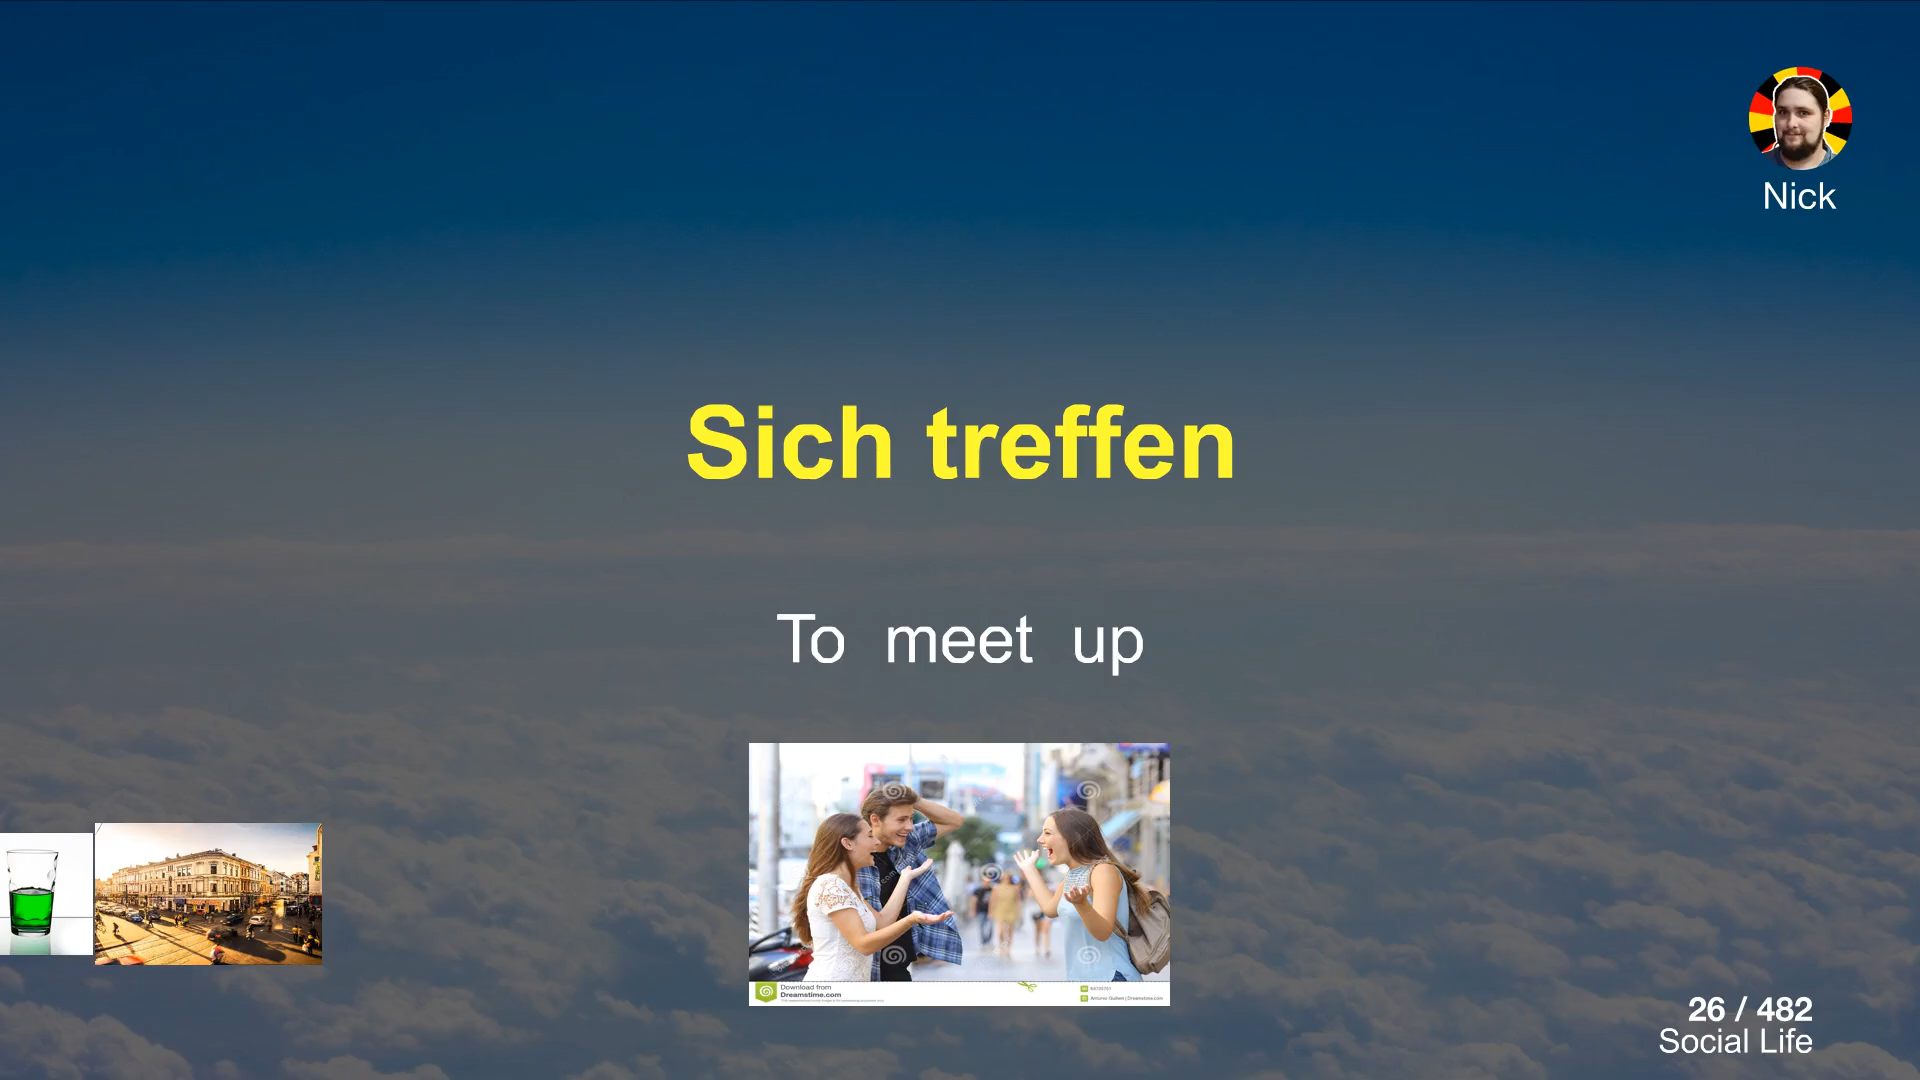 Nick
Sich treffen
To meet up
Download from
Dreamstime.com
26 / 482
Social Life